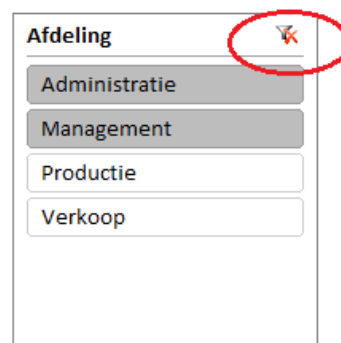 Afdeling
Administratie
Management
Productie
Verkoop